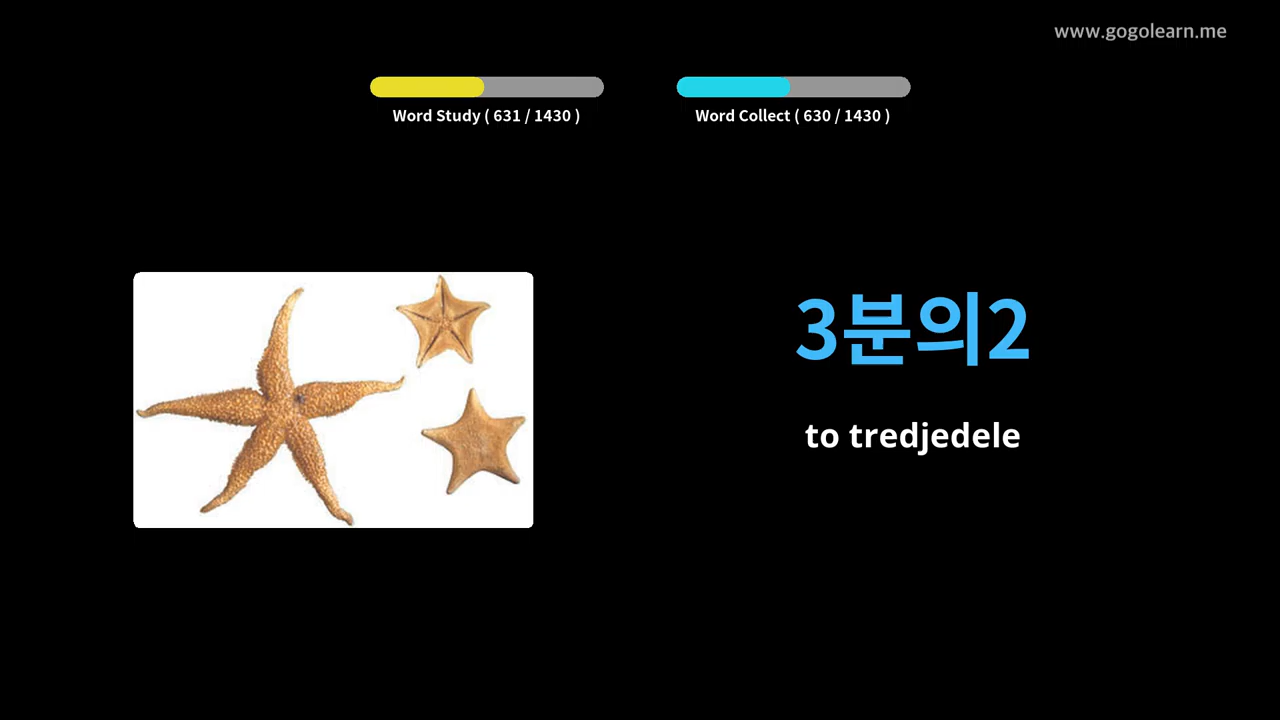 www.gogolearn.me
Word Study ( 631 / 1430 )
Word Collect ( 630 / 1430 )
3분의2
to tredjedele